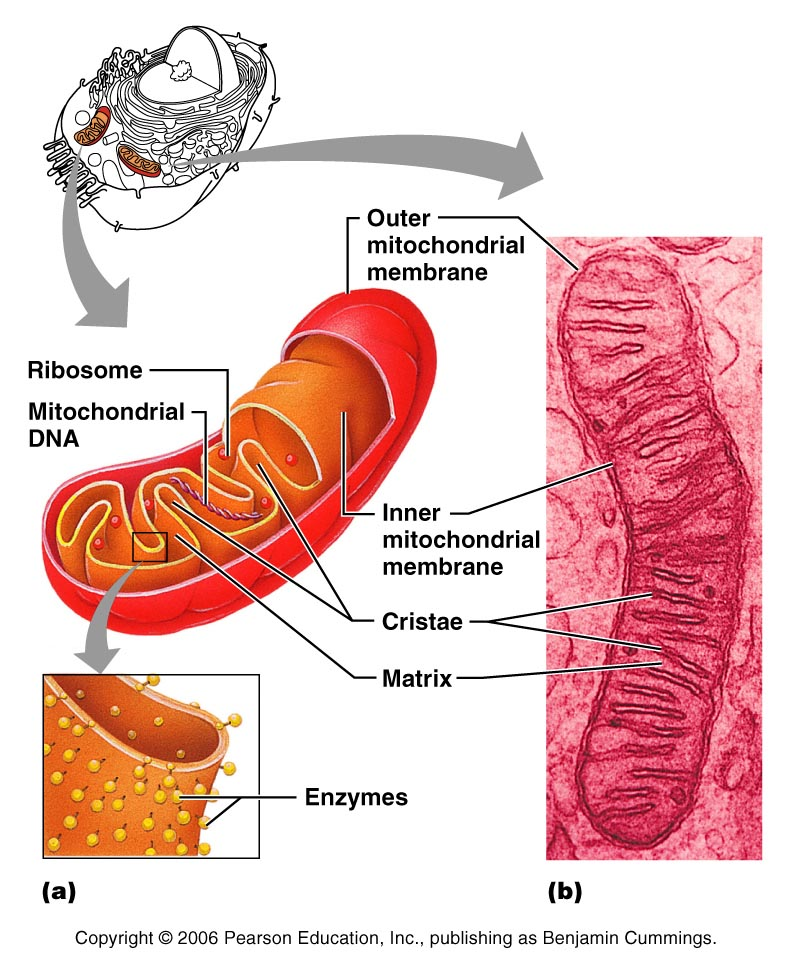 Outer
mitochondrial
membrane
Ribosome
Mitochondrial
DNA
Inner
mitochondrial
membrane
Cristae
Matrix
Enzymes
(a)
(b)
Copyright © 2006 Pearson Education, Inc., publishing as Benjamin Cummings.